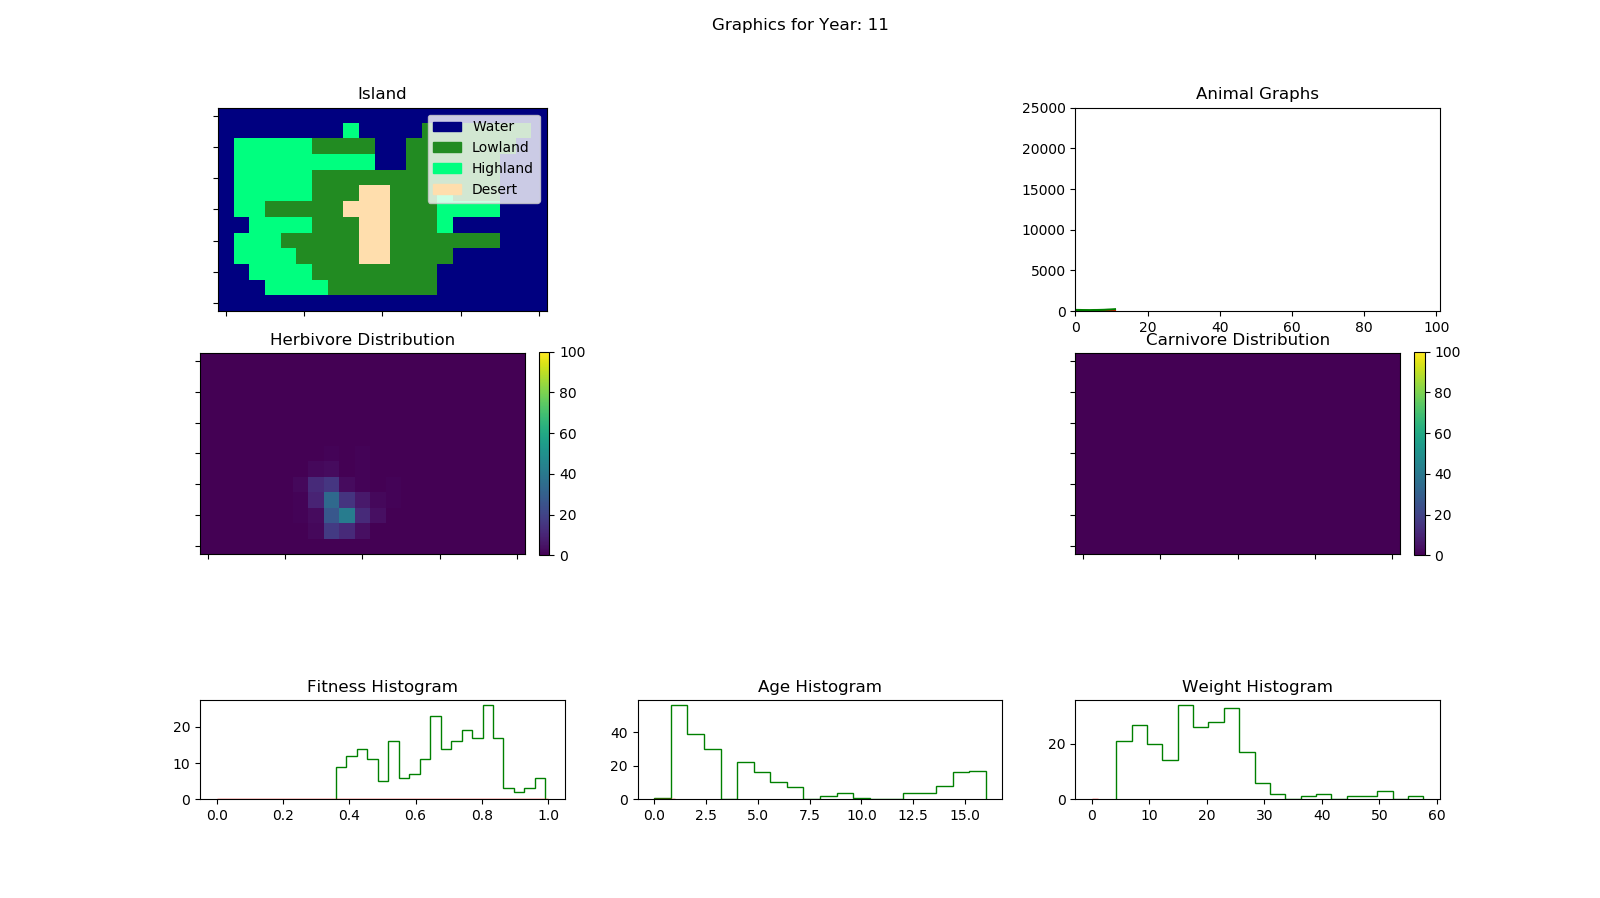 Graphics for Year: 11
Island
Water
Lowland
Highland
Desert
Animal Graphs
25000
20000
15000
10000
5000
0
0 20 40 60 80 100
Herbivore Distribution
100
80
60
40
20
0
Carnivore Distribution
100
80
60
40
20
0
Fitness Histogram
20
10
0
0.0 0.2 0.4 0.6 0.8 1.0
Age Histogram
40
20
0
0.0 2.5 5.0 7.5 10.0 12.5 15.0
Weight Histogram
20
0
0 10 20 30 40 50 60